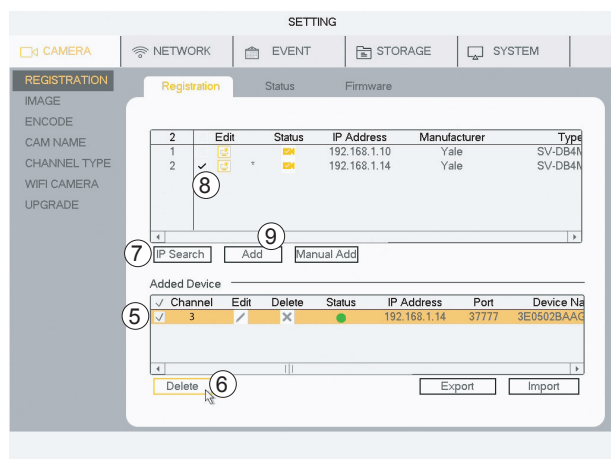 SETTING
CAMERA NETWORK EVENT STORAGE SYSTEM
REGISTRATION
IMAGE
ENCODE
CAM NAME
CHANNEL TYPE
WIFI CAMERA
UPGRADE
Registration Status Firmware
2 Edit Status IP Address Manufacturer Type
1 192.168.1.10 Yale SV-DB4M
2 * 192.168.1.14 Yale SV-DB4M
8
9
7 IP Search Add Manual Add
Added Device
Channel Edit Delete Status IP Address Port Device Na
5 3 192.168.1.14 37777 3E0502BAAG
Delete 6 Export Import